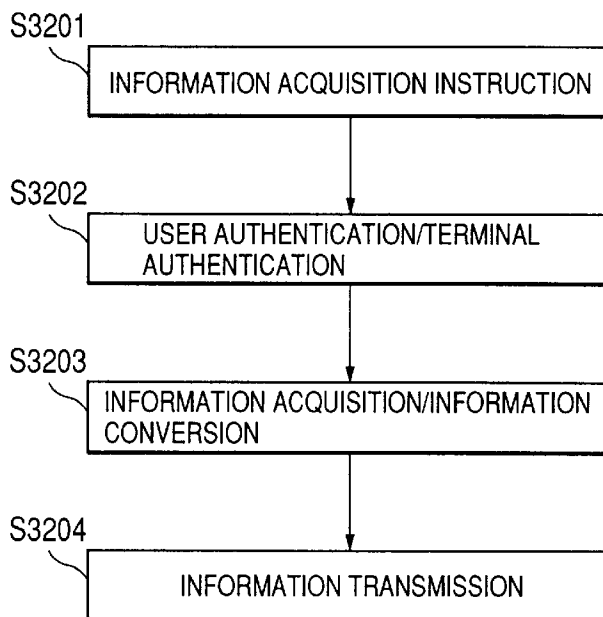 S3201
INFORMATION ACQUISITION INSTRUCTION
S3202
USER AUTHENTICATION/TERMINAL
AUTHENTICATION
S3203
INFORMATION ACQUISITION/INFORMATION
CONVERSION
S3204
INFORMATION TRANSMISSION